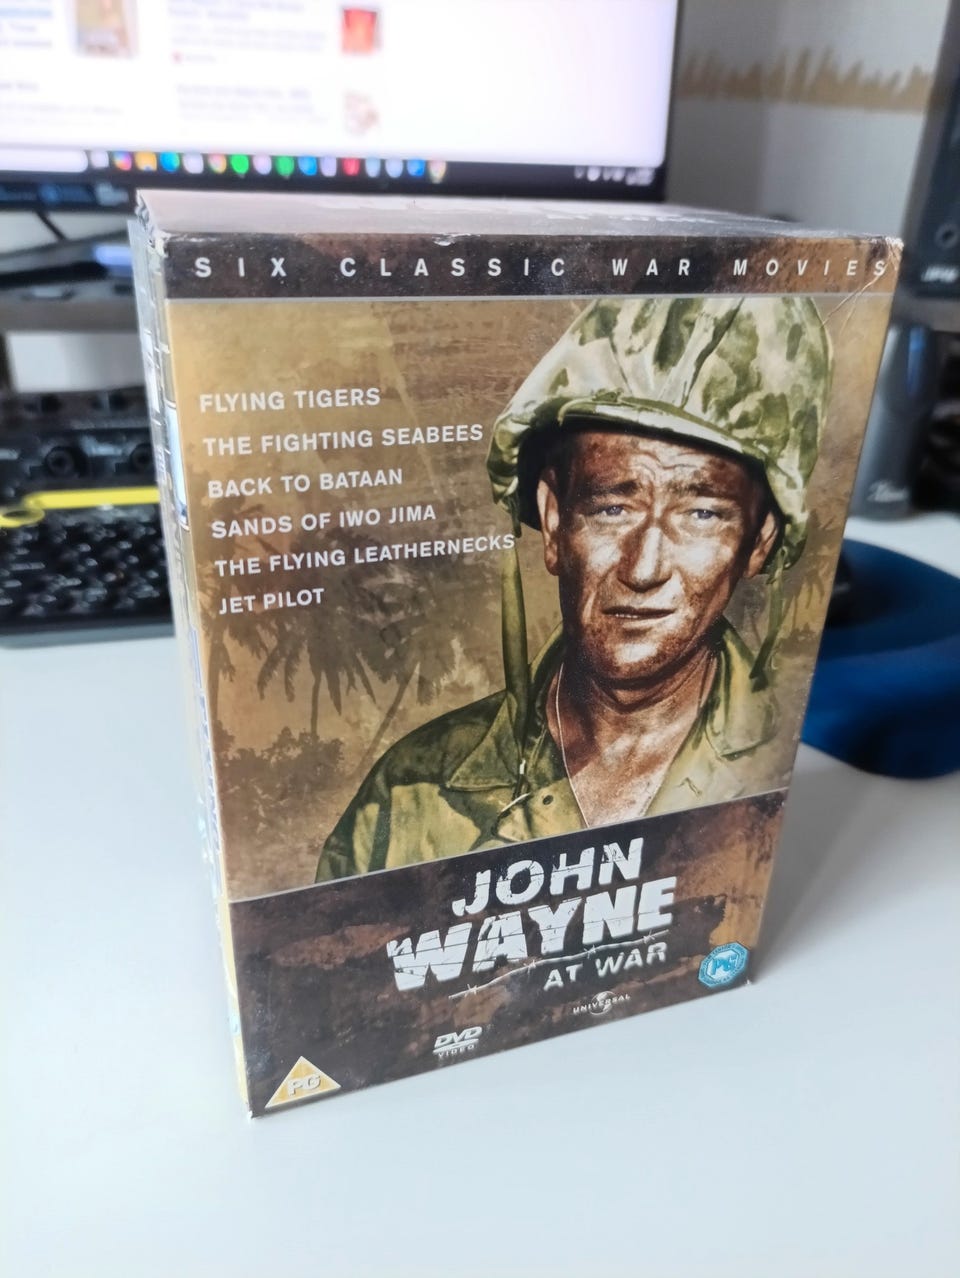 SIX CLASSIC WAR MOVIES
FLYING TIGERS
THE FIGHTING SEABEES
BACK TO BATAAN
SANDS OF IWO JIMA
THE FLYING LEATHERNECKS
JET PILOT
JOHN
WAYNE
AT WAR
PG
UNIVERSAL
DVD
VIDEO
PG